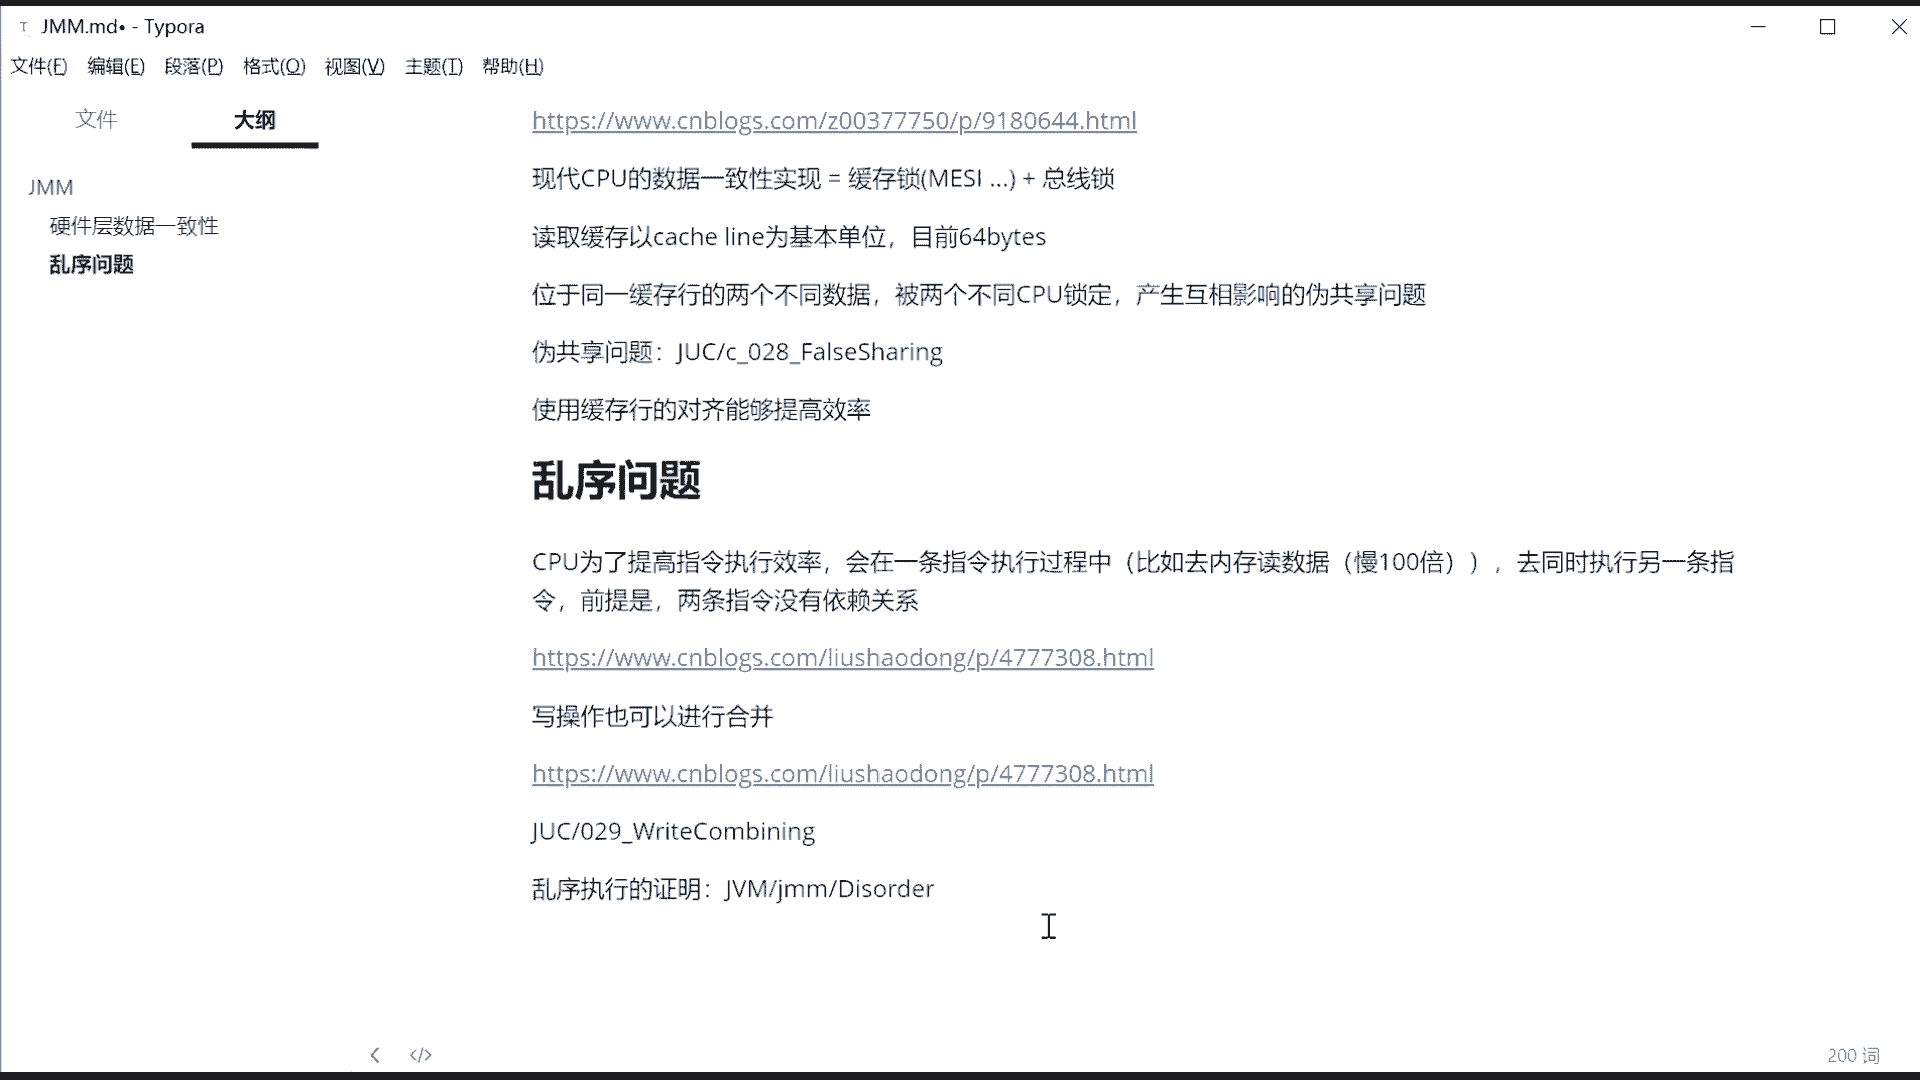 JMM.md• - Typora
文件(F) 编辑(E) 段落(P) 格式(O) 视图(V) 主题(T) 帮助(H)
文件 大纲
JMM
硬件层数据一致性
乱序问题
https://www.cnblogs.com/z00377750/p/9180644.html
现代CPU的数据一致性实现 = 缓存锁(MESI ...) + 总线锁
读取缓存以cache line为基本单位，目前64bytes
位于同一缓存行的两个不同数据，被两个不同CPU锁定，产生互相影响的伪共享问题
伪共享问题：JUC/c_028_FalseSharing
使用缓存行的对齐能够提高效率
乱序问题
CPU为了提高指令执行效率，会在一条指令执行过程中（比如去内存读数据（慢100倍）），去同时执行另一条指
令，前提是，两条指令没有依赖关系
https://www.cnblogs.com/liushaodong/p/4777308.html
写操作也可以进行合并
https://www.cnblogs.com/liushaodong/p/4777308.html
JUC/029_WriteCombining
乱序执行的证明：JVM/jmm/Disorder
</> 200 词